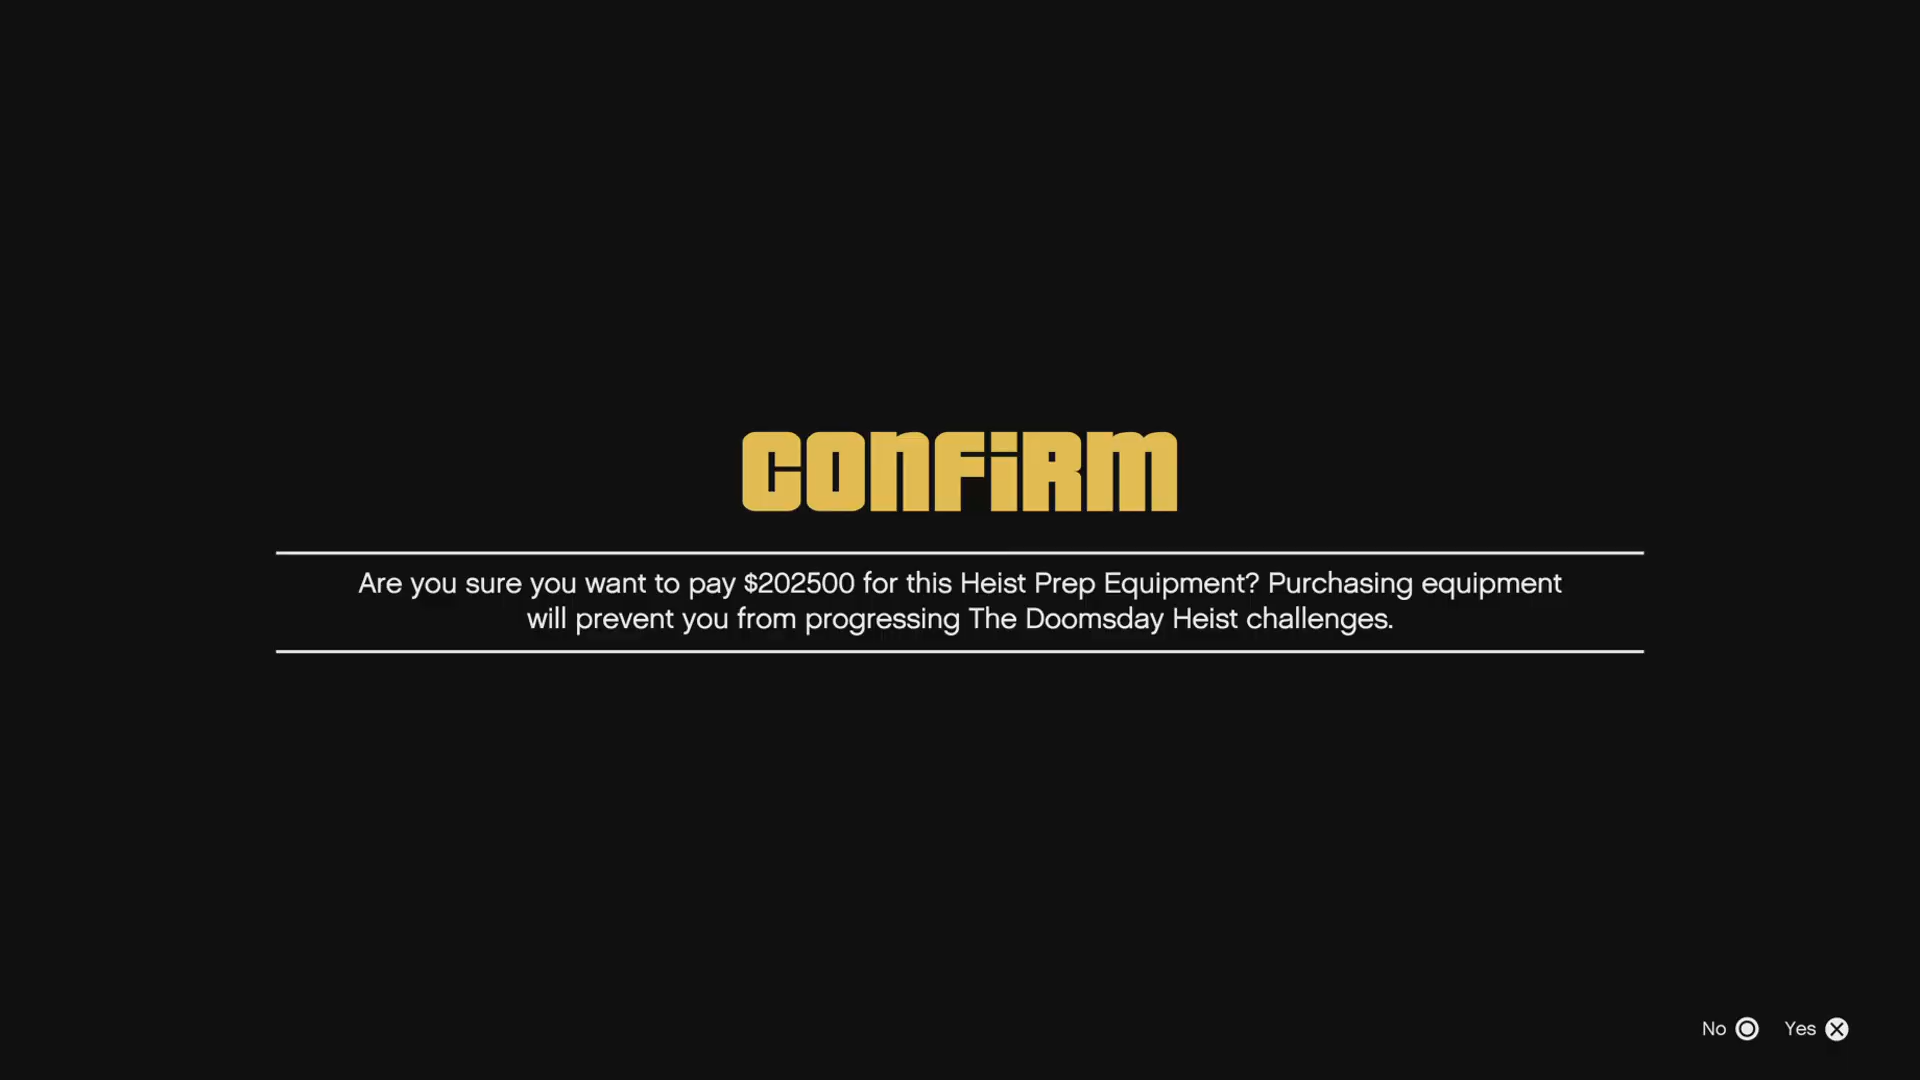 CONFIRM
Are you sure you want to pay $202500 for this Heist Prep Equipment? Purchasing equipment
will prevent you from progressing The Doomsday Heist challenges.
No Yes